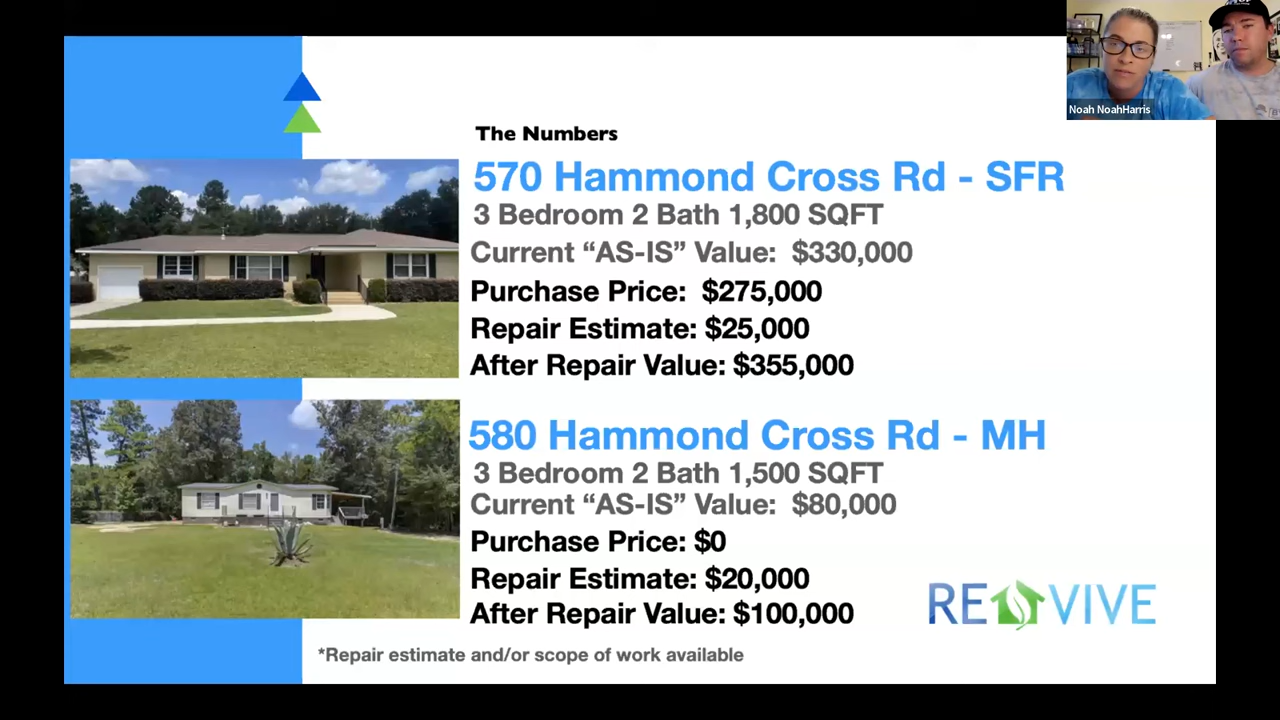 Noah NoahHarris
The Numbers
570 Hammond Cross Rd - SFR
3 Bedroom 2 Bath 1,800 SQFT
Current “AS-IS” Value: $330,000
Purchase Price: $275,000
Repair Estimate: $25,000
After Repair Value: $355,000
580 Hammond Cross Rd - MH
3 Bedroom 2 Bath 1,500 SQFT
Current “AS-IS” Value: $80,000
Purchase Price: $0
Repair Estimate: $20,000
After Repair Value: $100,000
RE VIVE
*Repair estimate and/or scope of work available